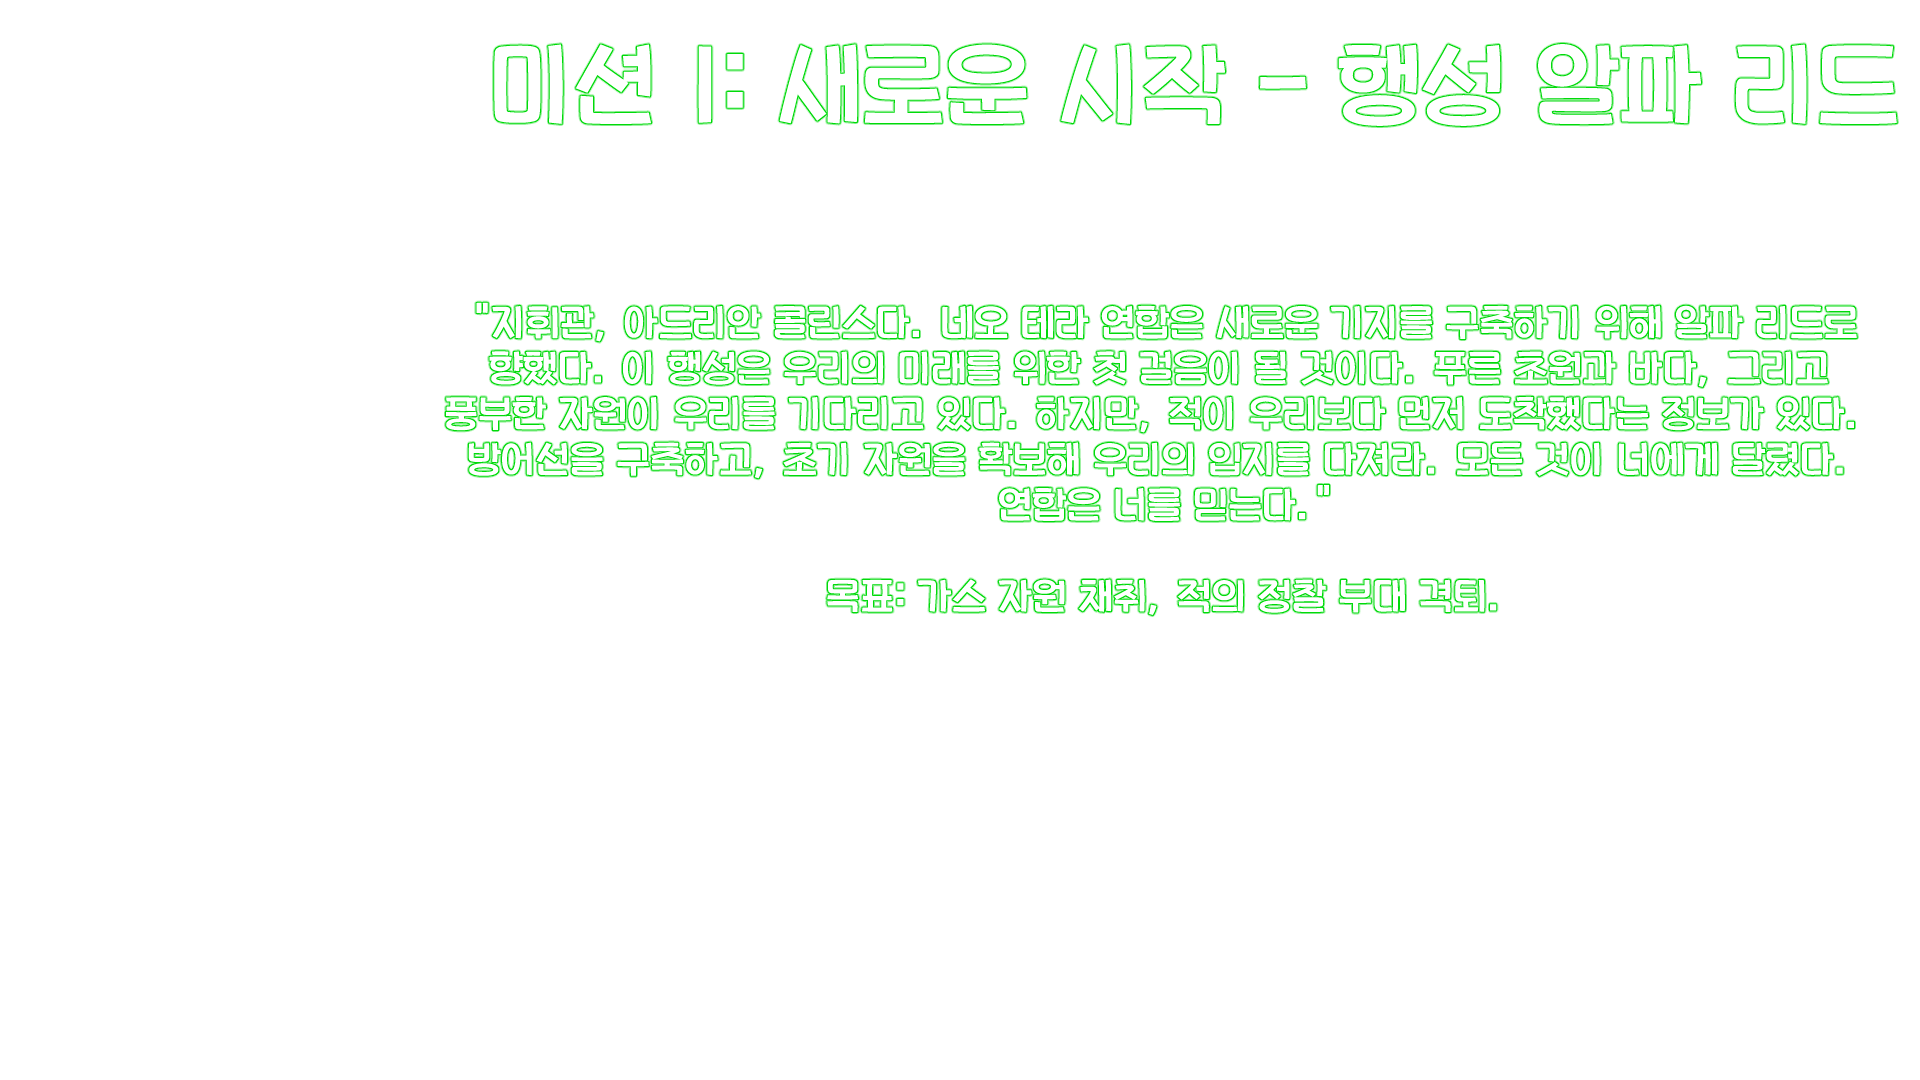 미션 1: 새로운 시작 - 행성 알파 리드
"지휘관, 아드리안 콜린스다. 네오 테라 연합은 새로운 기지를 구축하기 위해 알파 리드로
향했다. 이 행성은 우리의 미래를 위한 첫 걸음이 될 것이다. 푸른 초원과 바다, 그리고
풍부한 자원이 우리를 기다리고 있다. 하지만, 적이 우리보다 먼저 도착했다는 정보가 있다.
방어선을 구축하고, 초기 자원을 확보해 우리의 입지를 다져라. 모든 것이 너에게 달렸다.
연합은 너를 믿는다."
목표: 가스 자원 채취, 적의 정찰 부대 격퇴.